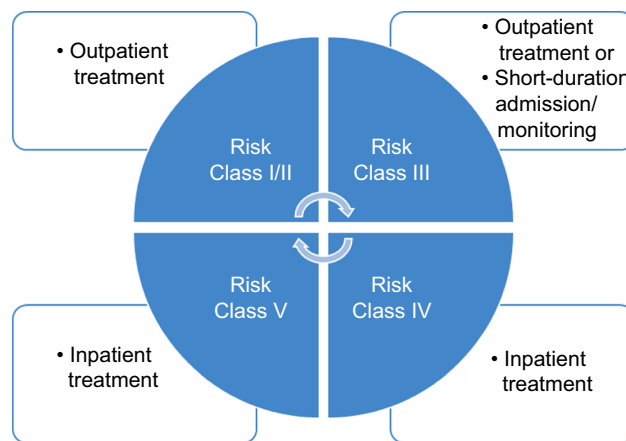 • Outpatient
treatment
• Outpatient
treatment or
• Short-duration
admission/
monitoring
Risk
Class I/II
Risk
Class III
Risk
Class V
Risk
Class IV
• Inpatient
treatment
• Inpatient
treatment